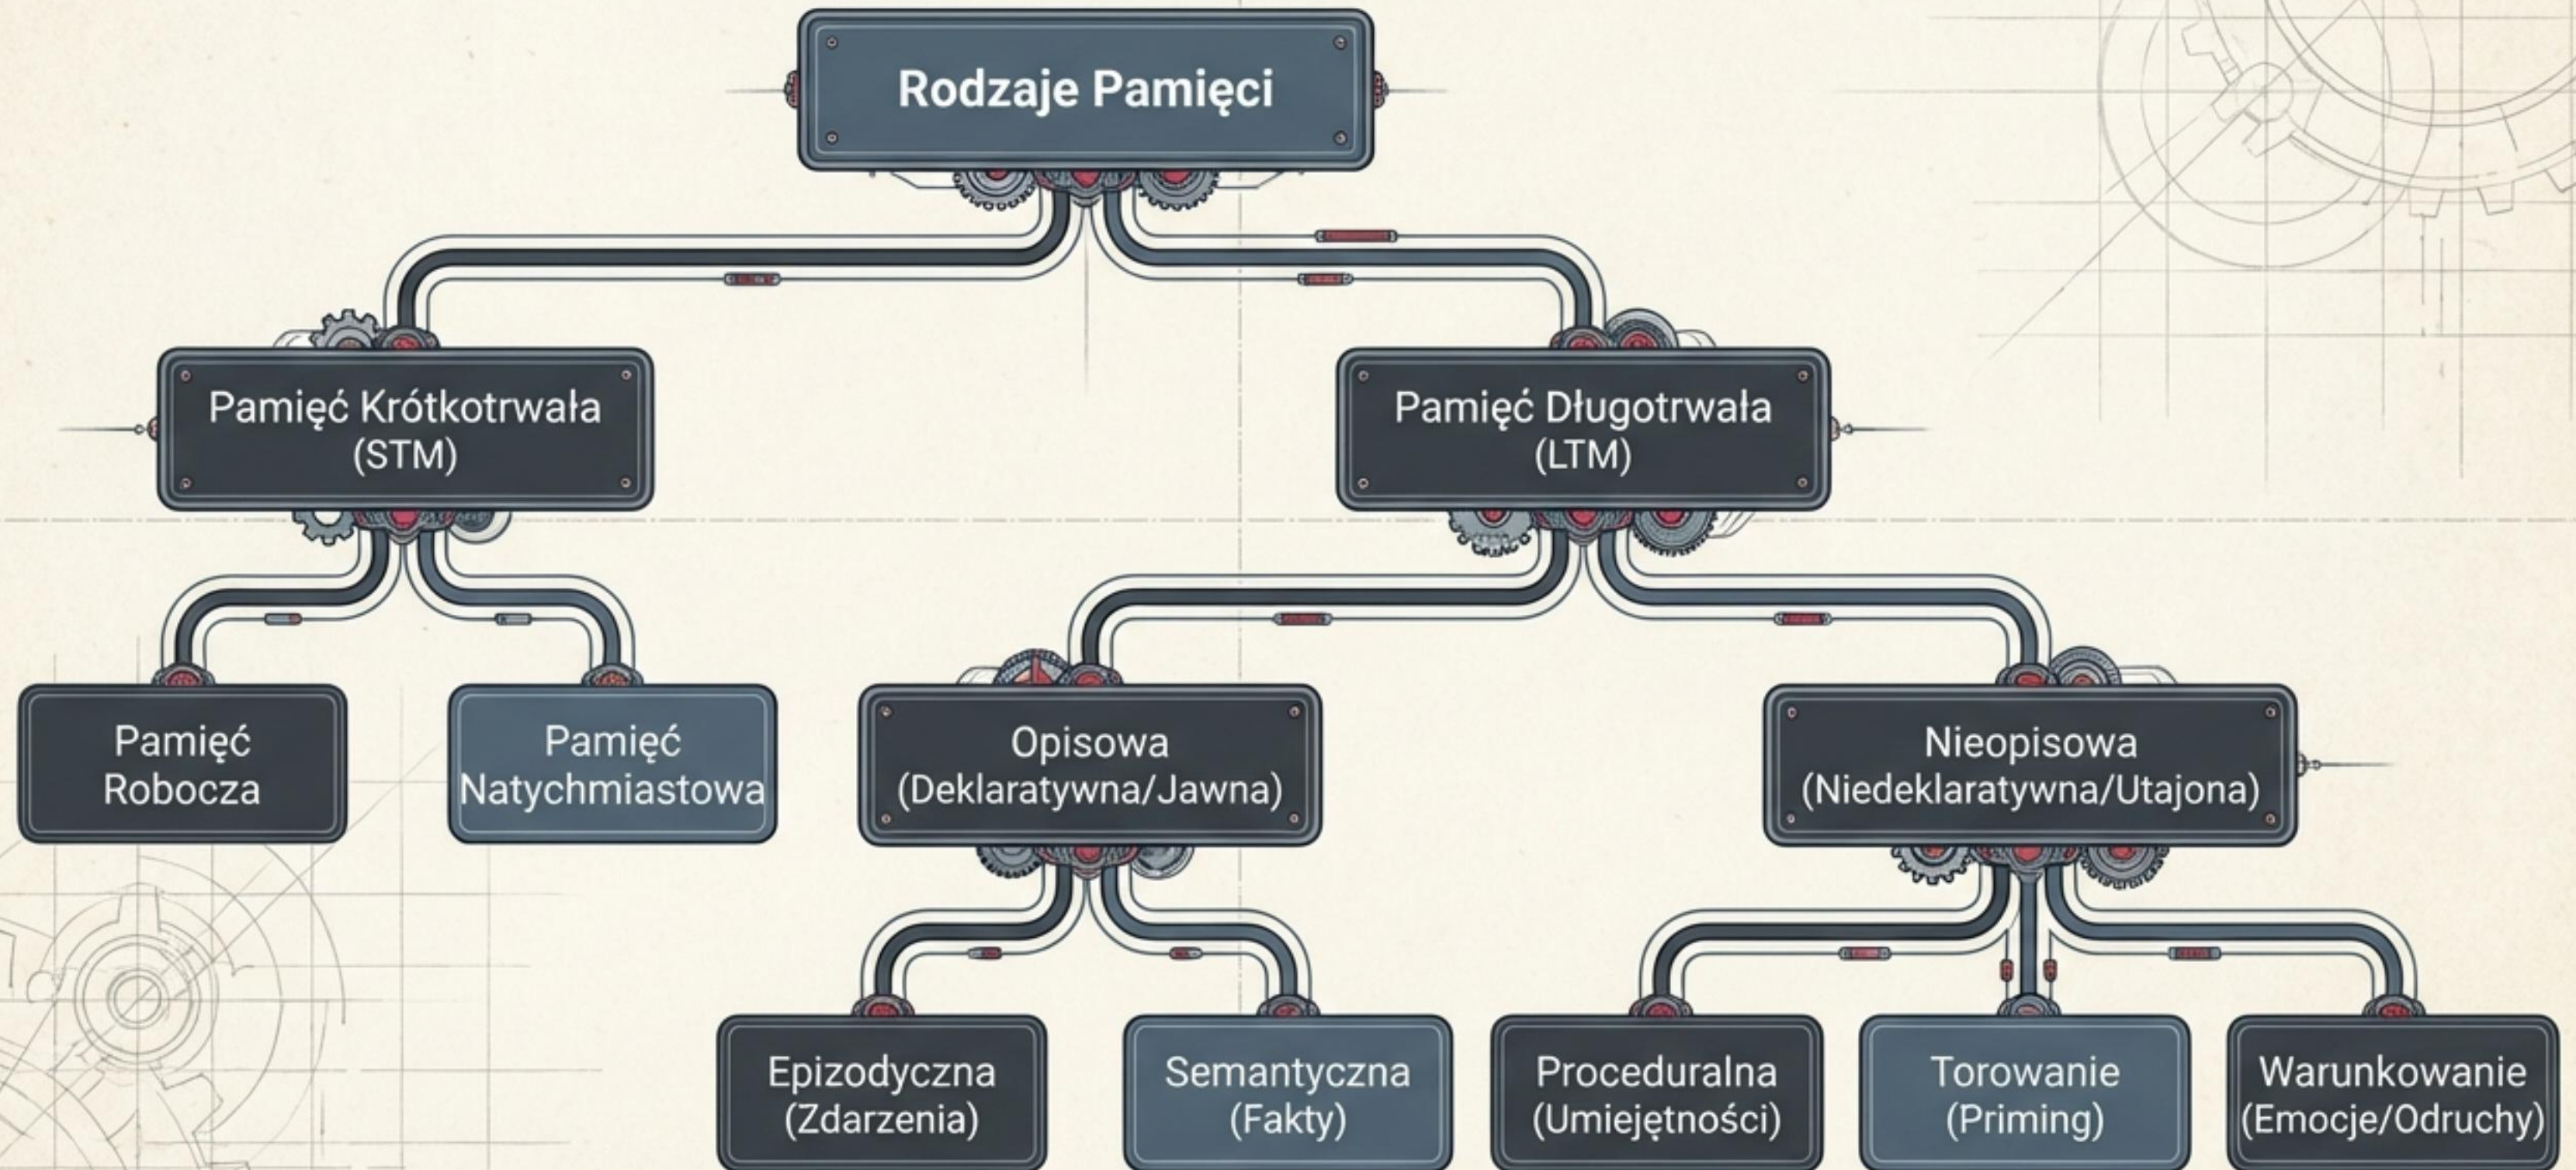 Rodzaje Pamięci
Pamięć Krótkotrwała
(STM)
Pamięć Długotrwała
(LTM)
Pamięć
Robocza
Pamięć
Natychmiastowa
Opisowa
(Deklaratywna/Jawna)
Nieopisowa
(Niedeklaratywna/Utajona)
Epizodyczna
(Zdarzenia)
Semantyczna
(Fakty)
Proceduralna
(Umiejętności)
Torowanie
(Priming)
Warunkowanie
(Emocje/Odruchy)